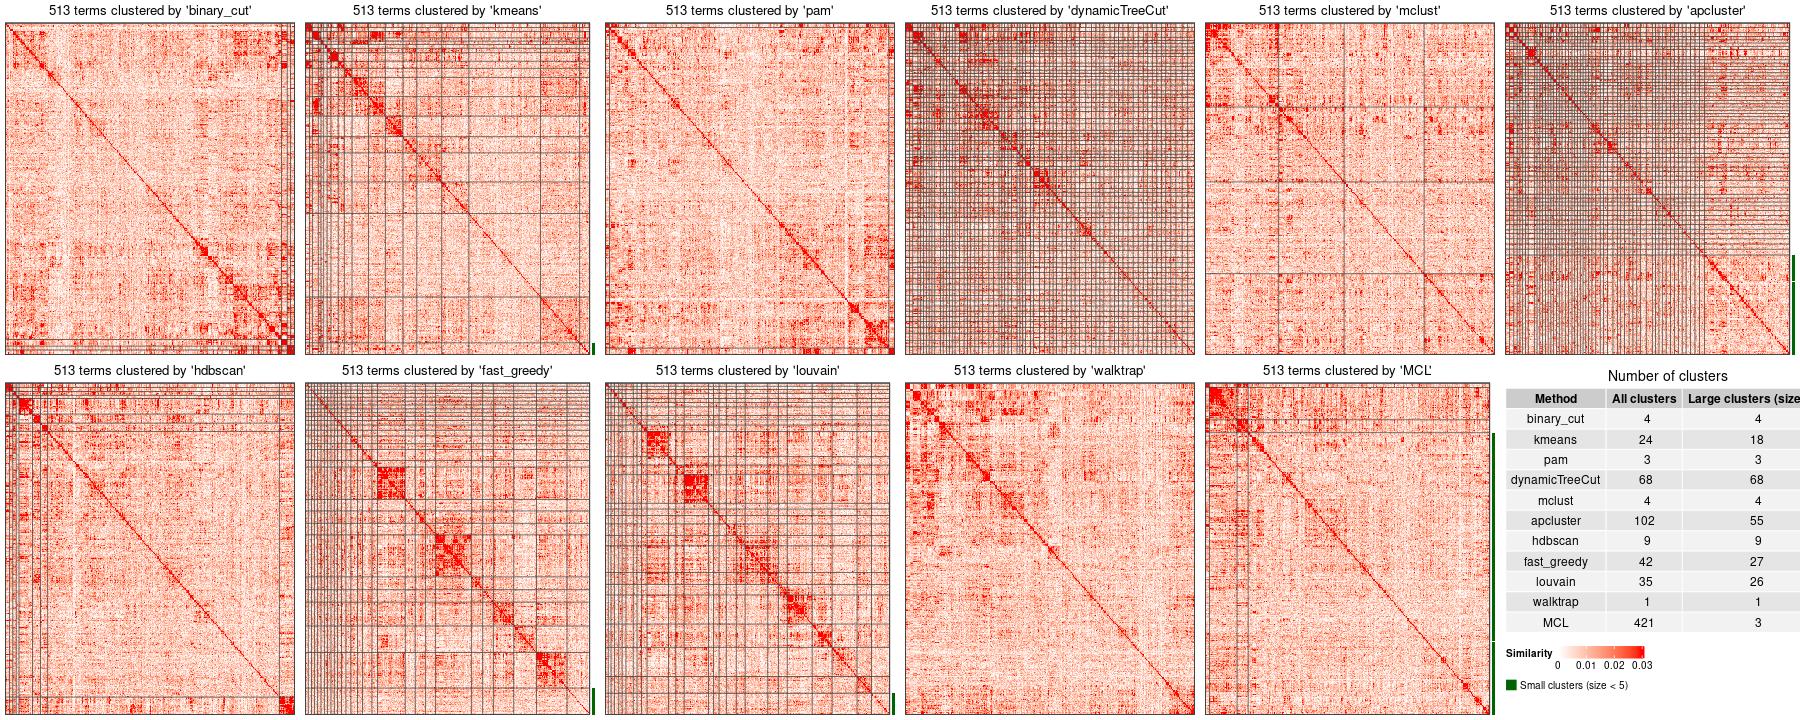 513 terms clustered by 'binary_cut'
513 terms clustered by 'kmeans'
513 terms clustered by 'pam'
513 terms clustered by 'dynamicTreeCut'
513 terms clustered by 'mclust'
513 terms clustered by 'apcluster'
513 terms clustered by 'hdbscan'
513 terms clustered by 'fast_greedy'
513 terms clustered by 'louvain'
513 terms clustered by 'walktrap'
513 terms clustered by 'MCL'
Number of clusters
Method All clusters Large clusters (size
binary_cut 4 4
kmeans 24 18
pam 3 3
dynamicTreeCut 68 68
mclust 4 4
apcluster 102 55
hdbscan 9 9
fast_greedy 42 27
louvain 35 26
walktrap 1 1
MCL 421 3
Similarity
0 0.01 0.02 0.03
Small clusters (size < 5)